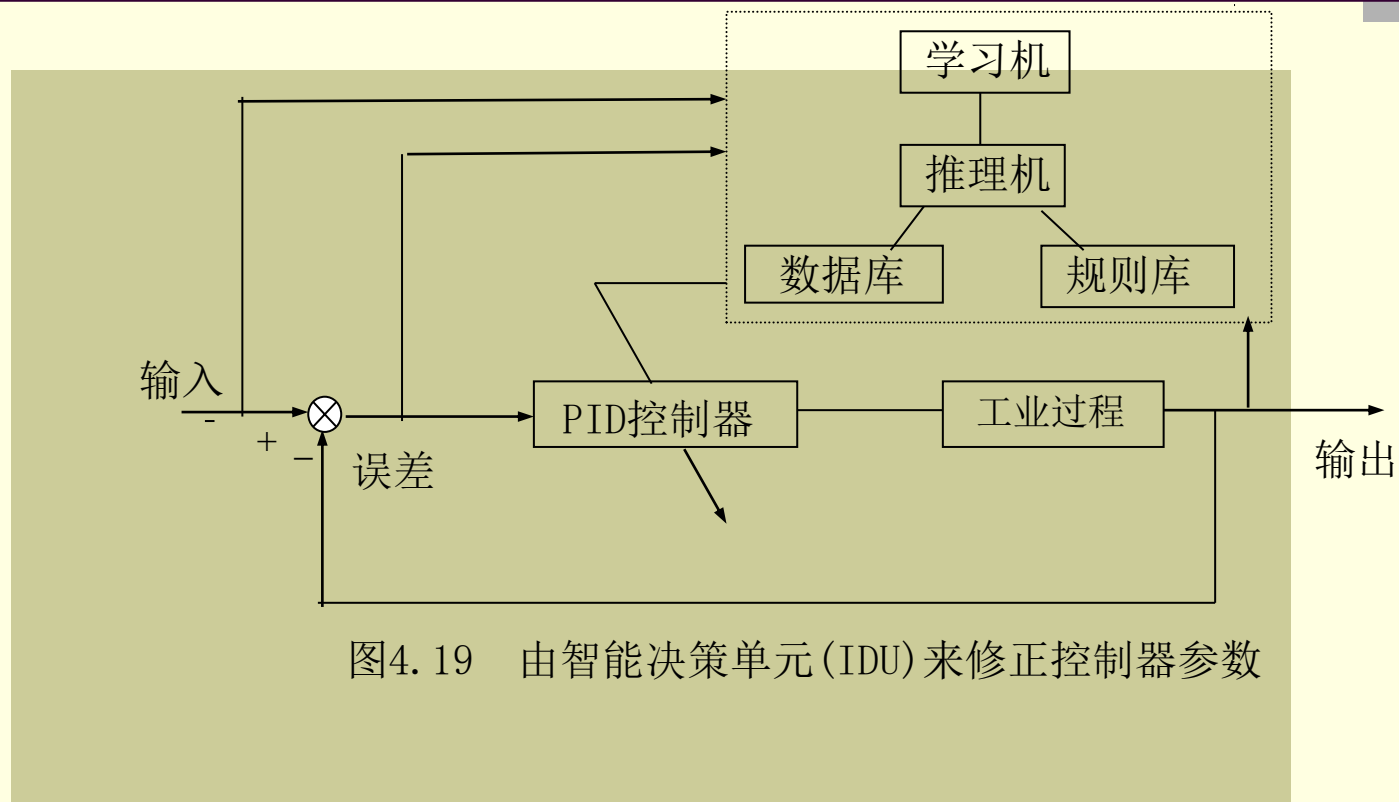 学习机
推理机
数据库
规则库
输入
-
+
−
误差
PID控制器
工业过程
输出
图4.19 由智能决策单元(IDU)来修正控制器参数